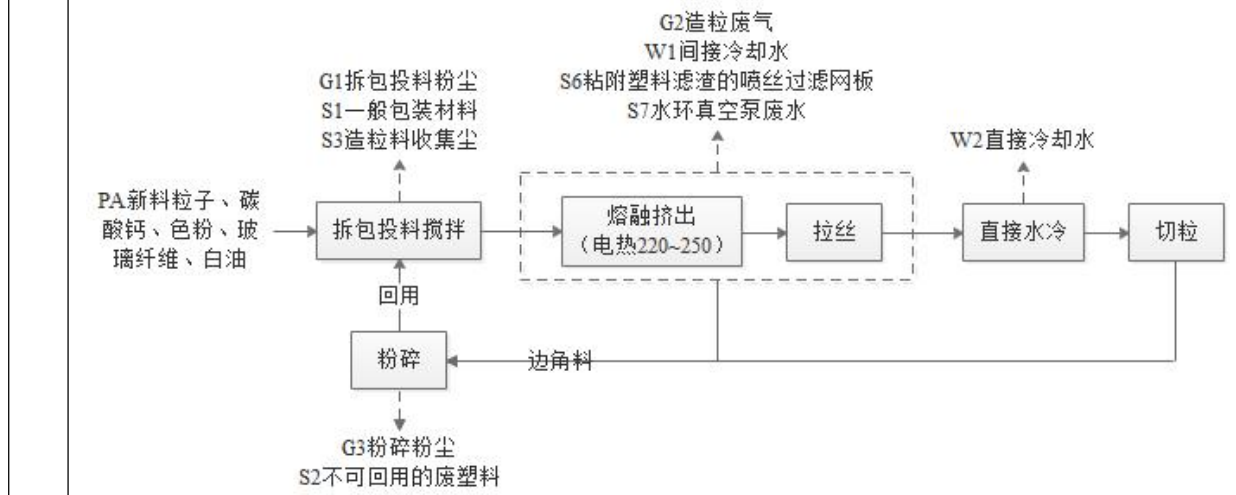 G2造粒废气
W1间接冷却水
S6粘附塑料滤渣的喷丝过滤网板
S7水环真空泵废水
G1拆包投料粉尘
S1一般包装材料
S3造粒料收集尘
W2直接冷却水
PA新料粒子、碳
酸钙、色粉、玻
璃纤维、白油
拆包投料搅拌
熔融挤出
（电热220~250）
拉丝
直接水冷
切粒
回用
粉碎
边角料
G3粉碎粉尘
S2不可回用的废塑料